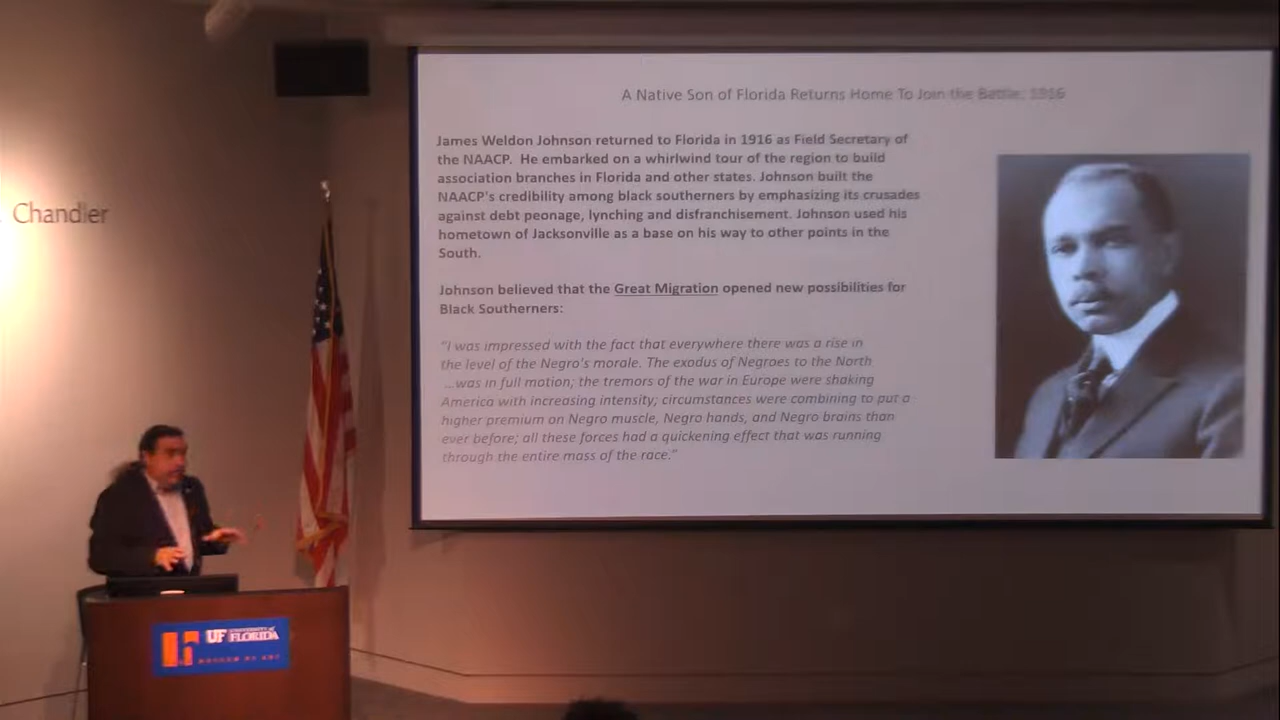 Chandler
A Native Son of Florida Returns Home To Join the Battle: 1916
James Weldon Johnson returned to Florida in 1916 as Field Secretary of
the NAACP. He embarked on a whirlwind tour of the region to build
association branches in Florida and other states. Johnson built the
NAACP's credibility among black southerners by emphasizing its crusades
against debt peonage, lynching and disfranchisement. Johnson used his
hometown of Jacksonville as a base on his way to other points in the
South.
Johnson believed that the Great Migration opened new possibilities for
Black Southerners:
"I was impressed with the fact that everywhere there was a rise in
the level of the Negro's morale. The exodus of Negroes to the North
...was in full motion; the tremors of the war in Europe were shaking
America with increasing intensity; circumstances were combining to put a
higher premium on Negro muscle, Negro hands, and Negro brains than
ever before; all these forces had a quickening effect that was running
through the entire mass of the race."
UF UNIVERSITY of
FLORIDA
MUSEUM OF ART